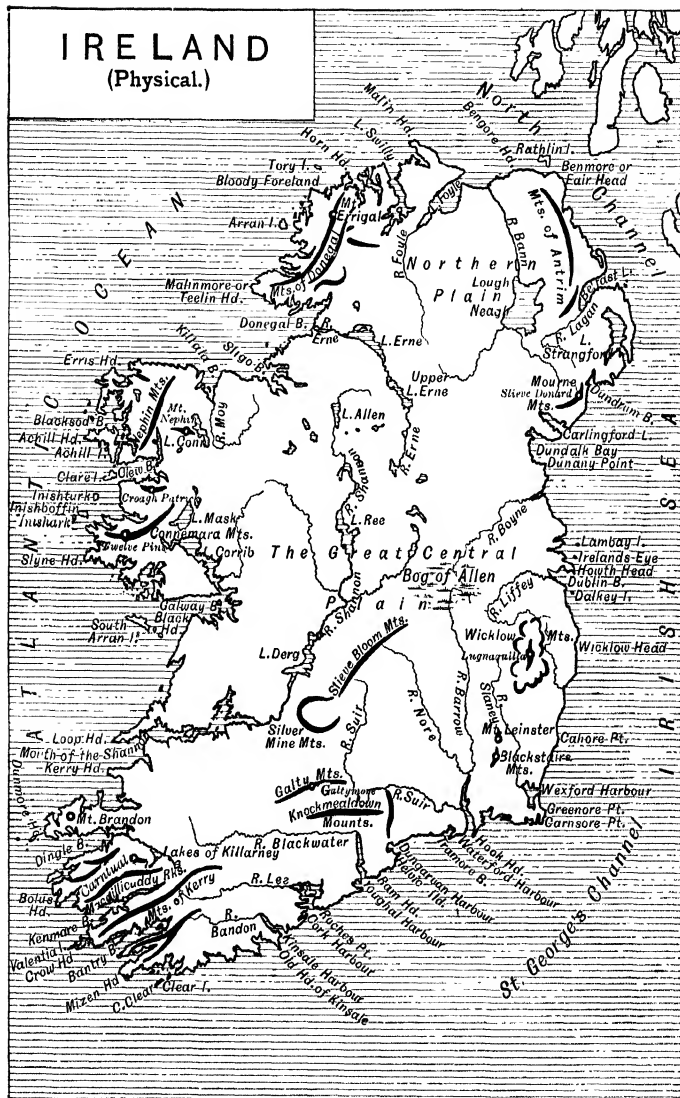 IRELAND
(Physical.)
North
Channel
Malin Hd.
Bengore Hd.
Rathlin I.
Benmore or
Fair Head
L. Swilly
Horn Hd.
Tory I.
Bloody Foreland
Mt.
Errigal
Arran I.
Mts. of Donegal
Malinmore or
Teelin Hd.
L. Foyle
R. Foyle
R. Bann
Mts. of Antrim
Northern
Plain
Lough
Neagh
Belfast L.
R. Lagan
L.
Strangford
Donegal B.
R.
Erne
L. Erne
Upper
L. Erne
R. Erne
Mourne
Slieve Donard
Mts.
Dundrum B.
Carlingford L.
Dundalk Bay
Dunany Point
ATLANTIC OCEAN
Sligo B.
Killala B.
Erris Hd.
Nephin Mts.
Mt.
Nephin
R. Moy
L. Conn
Blacksod B.
Achill Hd.
Achill I.
Clare I.
Clew B.
Inishturk
Inishboffin
Inishark
Croagh Patrick
L. Mask
Connemara Mts.
Twelve Pins
L. Corrib
Slyne Hd.
L. Allen
R. Shannon
L. Ree
The Great Central
Plain
Bog of Allen
R. Boyne
Lambay I.
Irelands Eye
Howth Head
Dublin B.
Dalkey I.
R. Liffey
Galway B.
Black
Hd.
South
Arran I.
R. Shannon
L. Derg
Slieve Bloom Mts.
Wicklow Mts.
Lugnaquilla
Wicklow Head
IRISH SEA
Silver
Mine Mts.
R. Suir
R. Nore
R. Barrow
R. Slaney
Mt. Leinster
Blackstairs
Mts.
Cahore Pt.
Loop Hd.
Mouth of the Shann
Kerry Hd.
Dunmore Hd.
Mt. Brandon
Galty Mts.
Galtymore
Knockmealdown
Mounts.
R. Suir
Wexford Harbour
Greenore Pt.
Carnsore Pt.
Hook Hd.
Waterford Harbour
Tramore B.
Dungarvan Harbour
Helvic Hd.
Ram Hd.
Youghal Harbour
Dingle B.
Lakes of Killarney
R. Blackwater
Carntual
Macgillicuddy Rks.
Mts. of Kerry
R. Lee
R.
Bandon
Bolus
Hd.
Kenmare B.
Valentia I.
Crow Hd
Bantry B.
Mizen Hd
C. Clear
Clear I.
Roches Pt.
Cork Harbour
Kinsale Harbour
Old Hd. of Kinsale
St. George's Channel